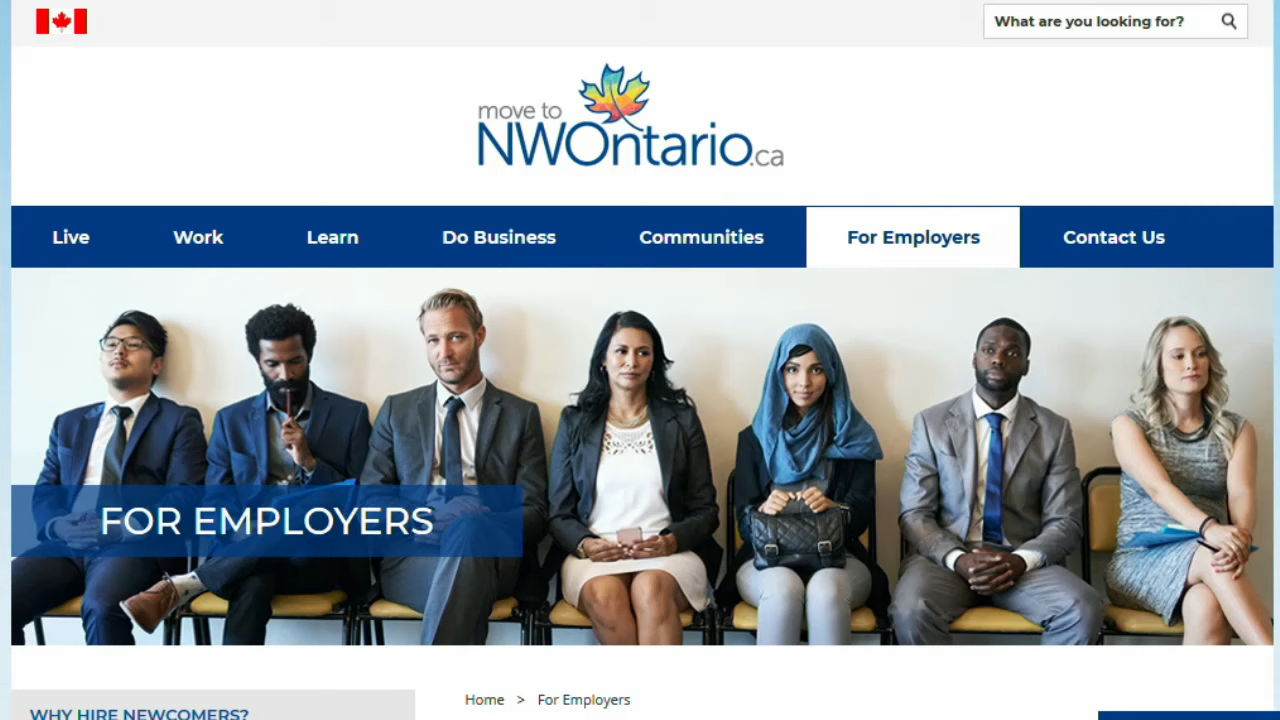 What are you looking for?
move to
NWOntario.ca
Live Work Learn Do Business Communities For Employers Contact Us
FOR EMPLOYERS
Home > For Employers
WHY HIRE NEWCOMERS?